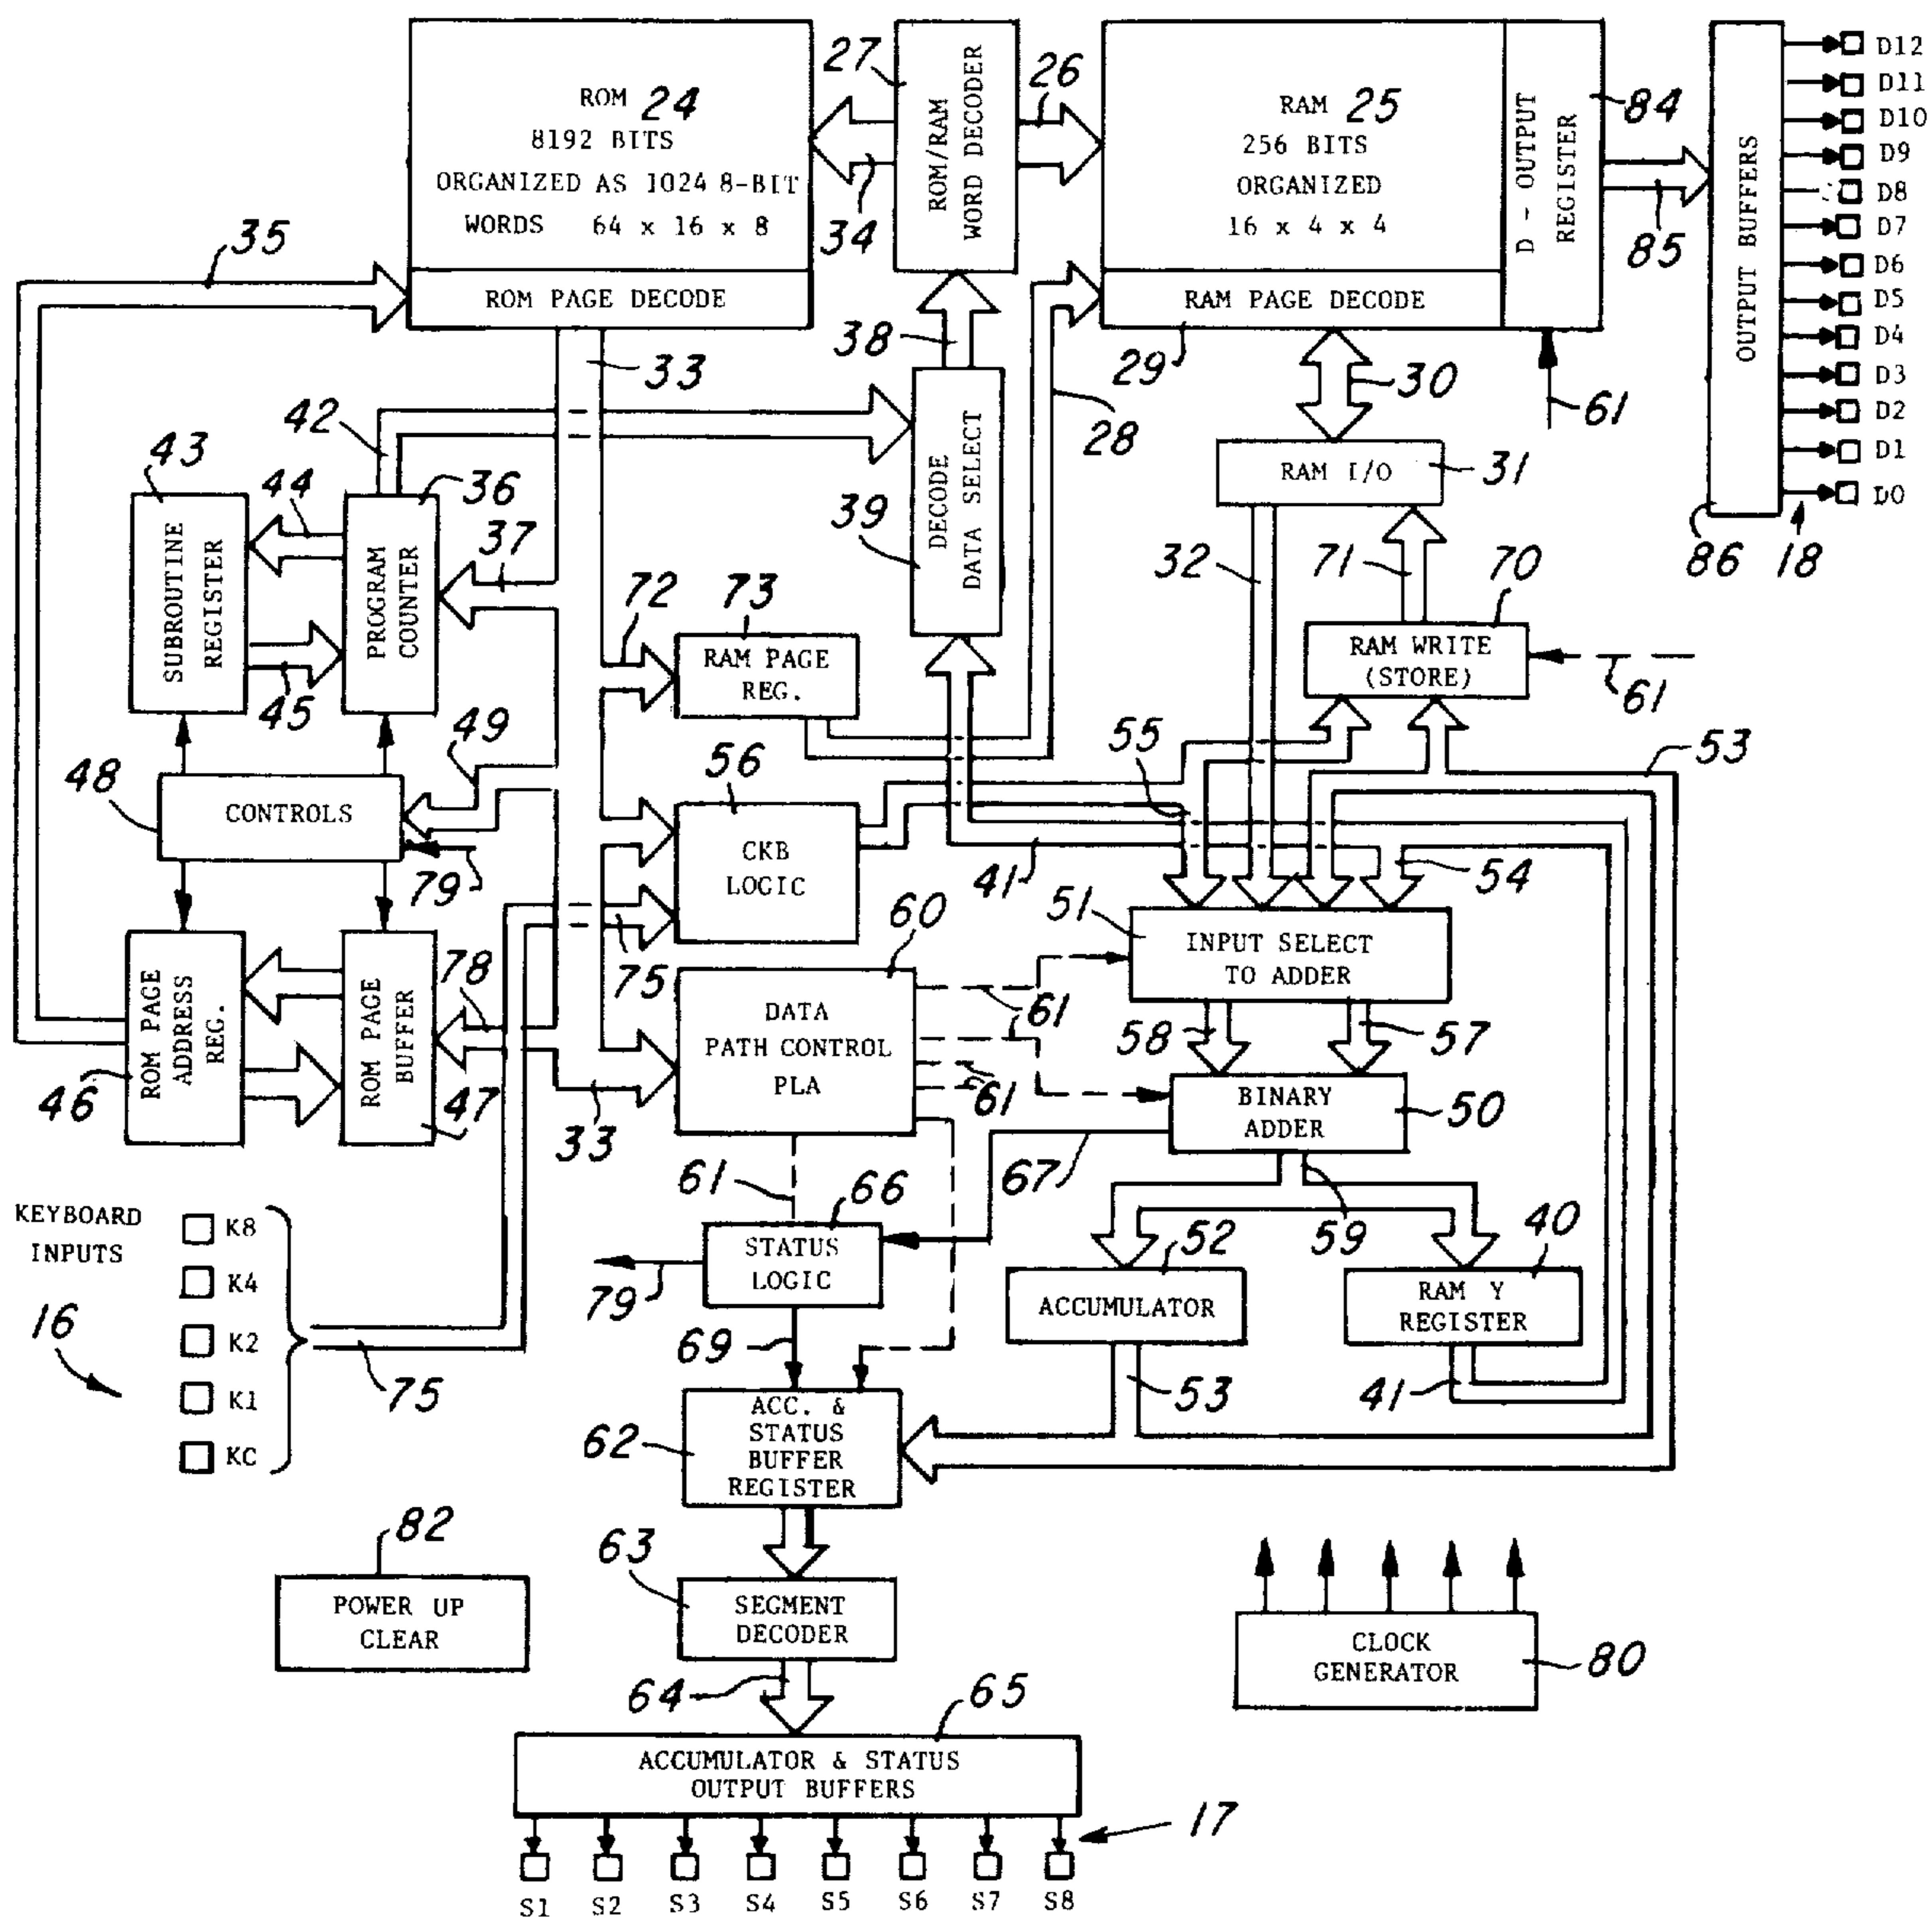 ROM 24
8192 BITS
ORGANIZED AS 1024 8-BIT
WORDS 64 x 16 x 8
ROM PAGE DECODE
27
ROM/RAM
WORD DECODER
26
34
RAM 25
256 BITS
ORGANIZED
16 x 4 x 4
RAM PAGE DECODE
D - OUTPUT
REGISTER
84
85
OUTPUT BUFFERS
D12
D11
D10
D9
D8
D7
D6
D5
D4
D3
D2
D1
D0
86
18
35
33
38
29
30
61
28
42
43
44
36
37
SUBROUTINE
REGISTER
PROGRAM
COUNTER
45
39
DECODE
DATA SELECT
RAM I/O
31
32
71
70
RAM WRITE
(STORE)
61
72
73
RAM PAGE
REG.
55
53
49
48
CONTROLS
79
56
CKB
LOGIC
41
54
75
51
INPUT SELECT
TO ADDER
ROM PAGE
ADDRESS
REG.
46
ROM PAGE
BUFFER
47
78
33
60
DATA
PATH CONTROL
PLA
61
61
61
58
57
BINARY
ADDER
50
67
59
61
66
STATUS
LOGIC
79
69
52
ACCUMULATOR
40
RAM Y
REGISTER
41
53
KEYBOARD
INPUTS
K8
K4
K2
K1
KC
16
75
62
ACC. &
STATUS
BUFFER
REGISTER
82
POWER UP
CLEAR
63
SEGMENT
DECODER
64
65
ACCUMULATOR & STATUS
OUTPUT BUFFERS
CLOCK
GENERATOR
80
17
S1 S2 S3 S4 S5 S6 S7 S8